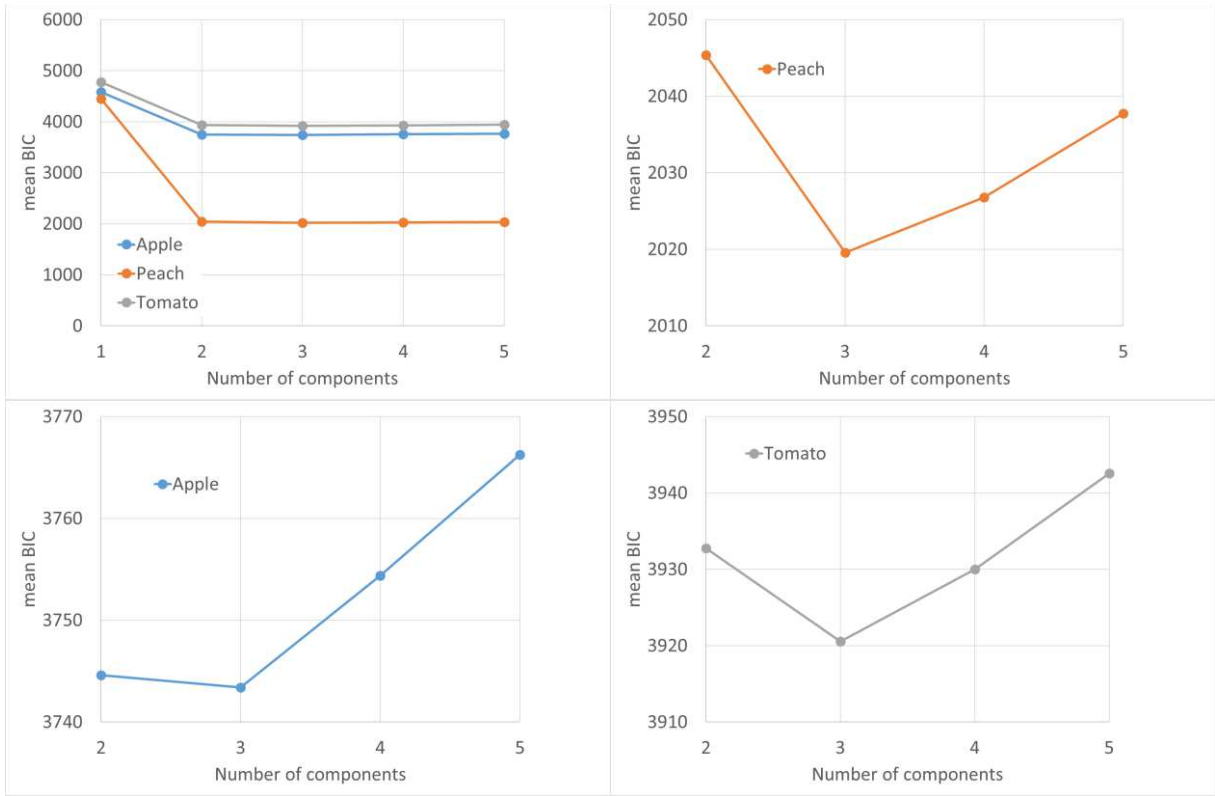 6000
5000
4000
3000
2000
1000
0
mean BIC
Apple
Peach
Tomato
1 2 3 4 5
Number of components
2050
2040
2030
2020
2010
mean BIC
Peach
2 3 4 5
Number of components
3770
3760
3750
3740
mean BIC
Apple
2 3 4 5
Number of components
3950
3940
3930
3920
3910
mean BIC
Tomato
2 3 4 5
Number of components